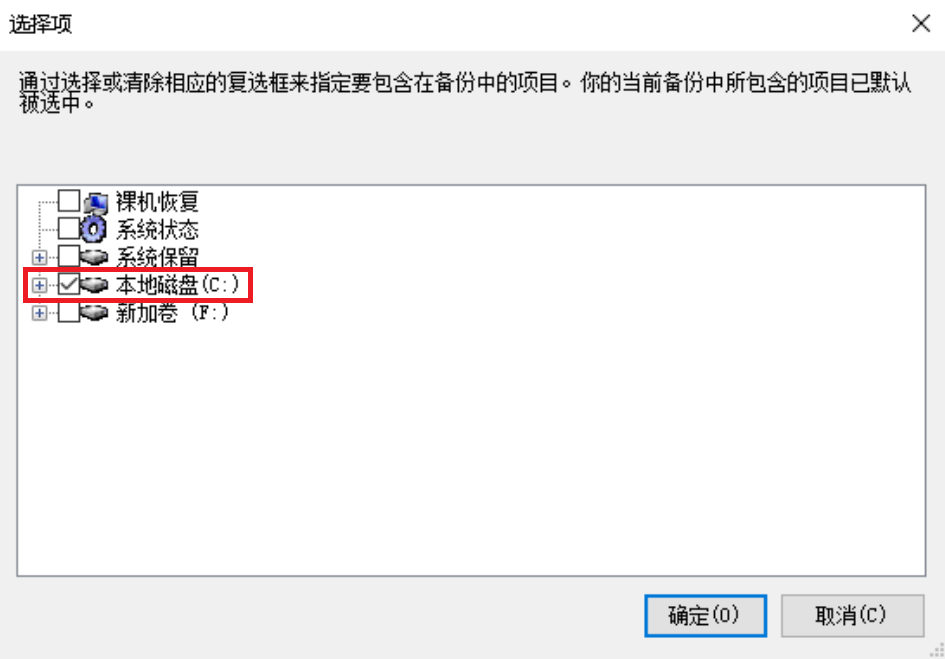 选择项
通过选择或清除相应的复选框来指定要包含在备份中的项目。你的当前备份中所包含的项目已默认
被选中。
裸机恢复
系统状态
系统保留
本地磁盘(C:)
新加卷 (F:)
确定(O) 取消(C)